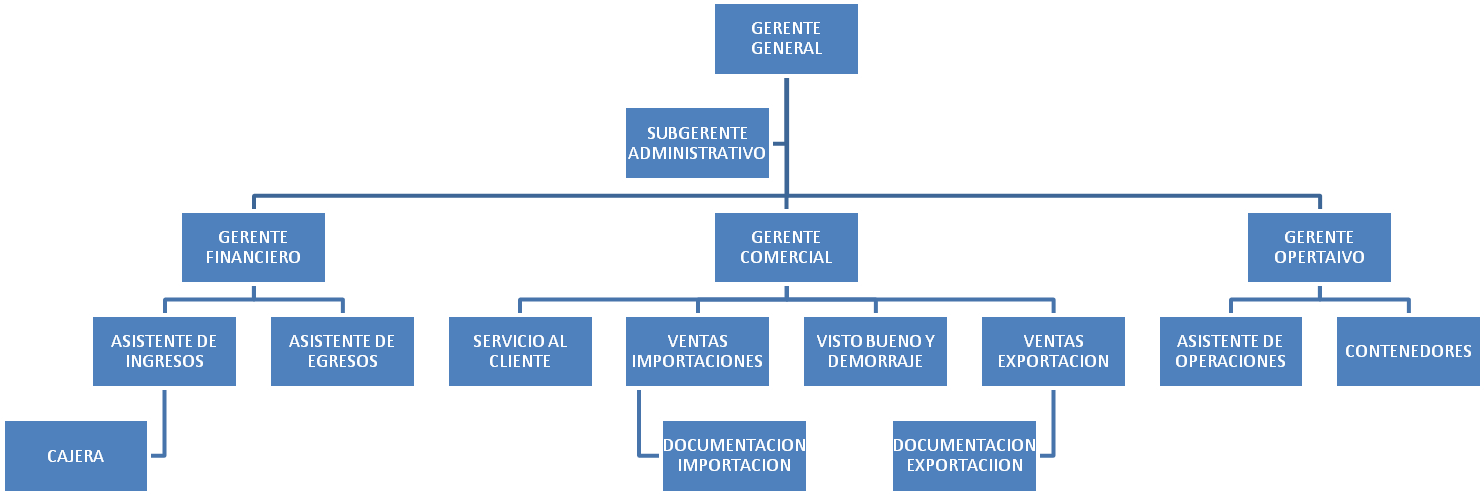 GERENTE
GENERAL
SUBGERENTE
ADMINISTRATIVO
GERENTE
FINANCIERO
GERENTE
COMERCIAL
GERENTE
OPERTAIVO
ASISTENTE DE
INGRESOS
ASISTENTE DE
EGRESOS
SERVICIO AL
CLIENTE
VENTAS
IMPORTACIONES
VISTO BUENO Y
DEMORRAJE
VENTAS
EXPORTACION
ASISTENTE DE
OPERACIONES
CONTENEDORES
CAJERA
DOCUMENTACION
IMPORTACION
DOCUMENTACION
EXPORTACIION